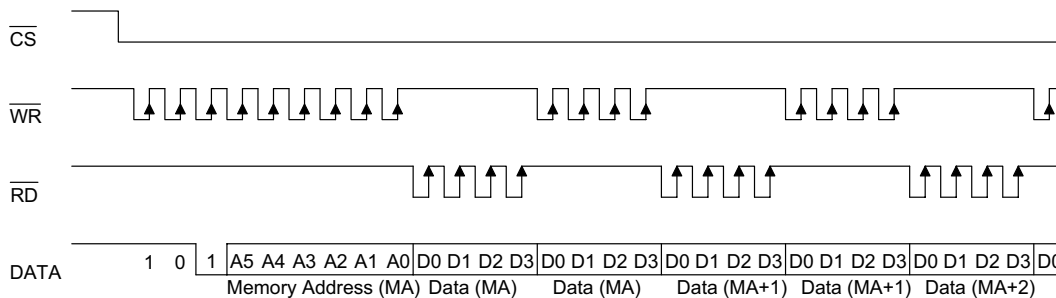 CS
WR
RD
DATA 1 0 1 A5 A4 A3 A2 A1 A0 D0 D1 D2 D3 D0 D1 D2 D3 D0 D1 D2 D3 D0 D1 D2 D3 D0 D1 D2 D3 D0
Memory Address (MA) Data (MA) Data (MA) Data (MA+1) Data (MA+1) Data (MA+2)